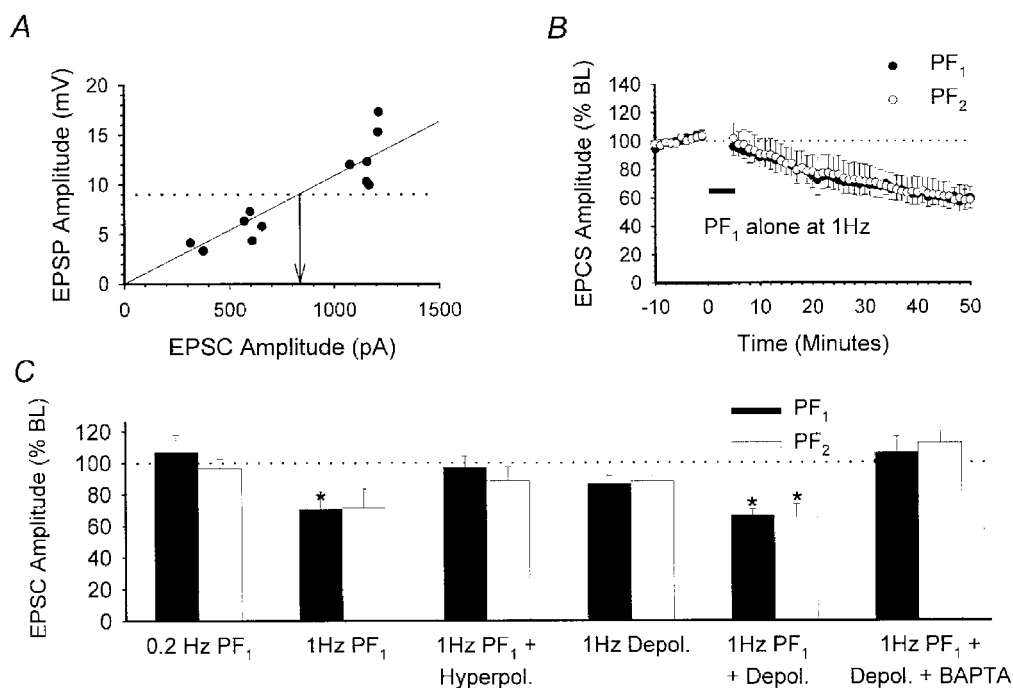 A
EPSP Amplitude (mV)
20
15
10
5
0
0 500 1000 1500
EPSC Amplitude (pA)
B
PF1
PF2
EPCS Amplitude (% BL)
140
120
100
80
60
40
20
0
PF1 alone at 1Hz
-10 0 10 20 30 40 50
Time (Minutes)
C
PF1
PF2
EPSC Amplitude (% BL)
120
100
80
60
40
20
0
*
*
*
0.2 Hz PF1
1Hz PF1
1Hz PF1 +
Hyperpol.
1Hz Depol.
1Hz PF1
+ Depol.
1Hz PF1 +
Depol. + BAPTA